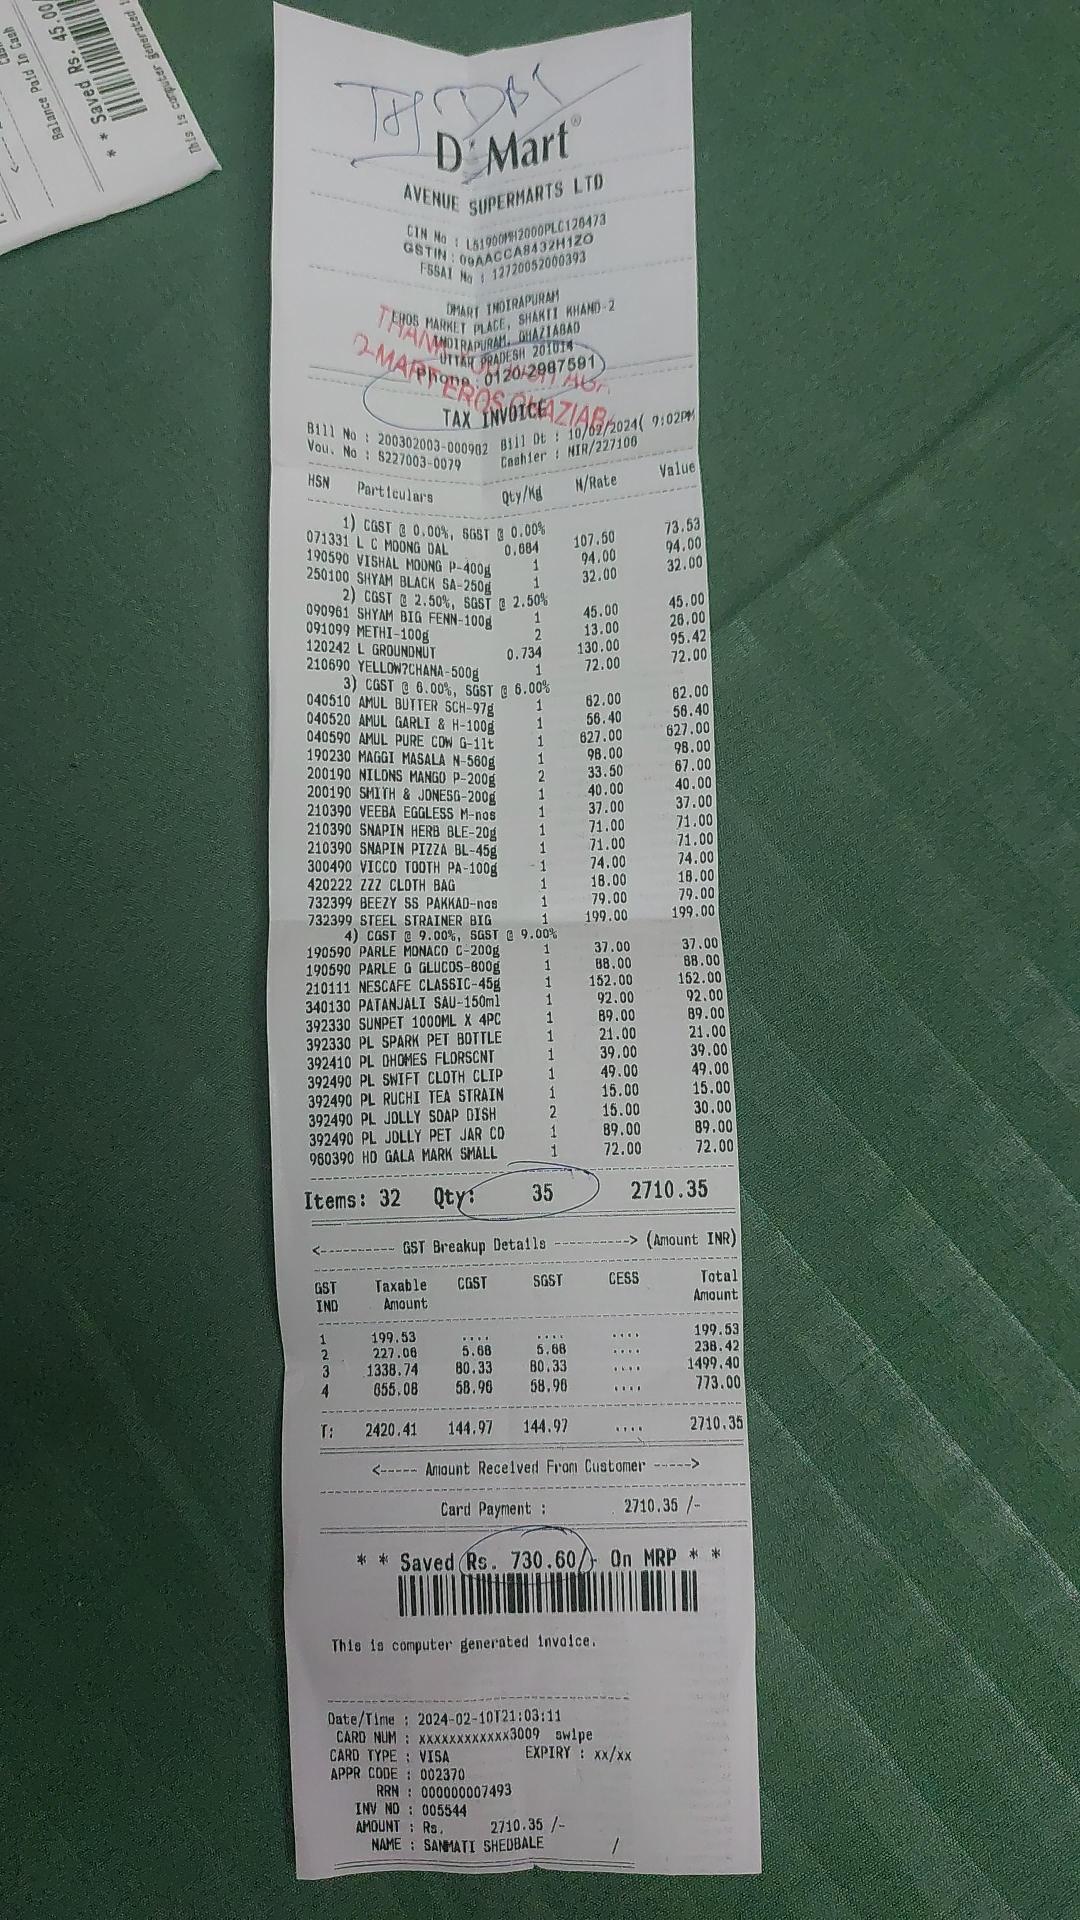 Saved Rs. 45.00/
Balance Paid In Cash
This is computer generated i
D Mart®
AVENUE SUPERMARTS LTD
CIN No : L51900MH2000PLC126473
GSTIN : 09AACCA8432H1ZO
FSSAI No : 12720052000393
DMART INDIRAPURAM
EROS MARKET PLACE, SHAKTI KHAND-2
INDIRAPURAM, GHAZIABAD
UTTAR PRADESH 201014
Phone : 0120-2987591
THANK
D-MART EROS GHAZIAB
TAX INVOICE
Bill No : 200302003-000982 Bill Dt : 10/02/2024( 9:02PM
Vou. No : S227003-0079 Cashier : NIR/227106
HSN Particulars Qty/Kg N/Rate Value
1) CGST @ 0.00%, SGST @ 0.00%
071331 L C MOONG DAL 0.684 107.50 73.53
190590 VISHAL MOONG P-400g 1 94.00 94.00
250100 SHYAM BLACK SA-250g 1 32.00 32.00
2) CGST @ 2.50%, SGST @ 2.50%
090961 SHYAM BIG FENN-100g 1 45.00 45.00
091099 METHI-100g 2 13.00 26.00
120242 L GROUNDNUT 0.734 130.00 95.42
210690 YELLOW?CHANA-500g 1 72.00 72.00
3) CGST @ 6.00%, SGST @ 6.00%
040510 AMUL BUTTER SCH-97g 1 62.00 62.00
040520 AMUL GARLI & H-100g 1 56.40 56.40
040590 AMUL PURE COW G-1lt 1 627.00 627.00
190230 MAGGI MASALA N-560g 1 98.00 98.00
200190 NILONS MANGO P-200g 2 33.50 67.00
200190 SMITH & JONESG-200g 1 40.00 40.00
210390 VEEBA EGGLESS M-nos 1 37.00 37.00
210390 SNAPIN HERB BLE-20g 1 71.00 71.00
210390 SNAPIN PIZZA BL-45g 1 71.00 71.00
300490 VICCO TOOTH PA-100g 1 74.00 74.00
420222 ZZZ CLOTH BAG 1 18.00 18.00
732399 BEEZY SS PAKKAD-nos 1 79.00 79.00
732399 STEEL STRAINER BIG 1 199.00 199.00
4) CGST @ 9.00%, SGST @ 9.00%
190590 PARLE MONACO C-200g 1 37.00 37.00
190590 PARLE G GLUCOS-800g 1 88.00 88.00
210111 NESCAFE CLASSIC-45g 1 152.00 152.00
340130 PATANJALI SAU-150ml 1 92.00 92.00
392330 SUNPET 1000ML X 4PC 1 89.00 89.00
392330 PL SPARK PET BOTTLE 1 21.00 21.00
392410 PL DHOMES FLORSCNT 1 39.00 39.00
392490 PL SWIFT CLOTH CLIP 1 49.00 49.00
392490 PL RUCHI TEA STRAIN 1 15.00 15.00
392490 PL JOLLY SOAP DISH 2 15.00 30.00
392490 PL JOLLY PET JAR CO 1 89.00 89.00
960390 HD GALA MARK SMALL 1 72.00 72.00
Items: 32 Qty: 35 2710.35
<---------- GST Breakup Details ----------> (Amount INR)
GST IND Taxable Amount CGST SGST CESS Total Amount
1 199.53 .... .... .... 199.53
2 227.06 5.68 5.68 .... 238.42
3 1338.74 80.33 80.33 .... 1499.40
4 655.08 58.96 58.96 .... 773.00
T: 2420.41 144.97 144.97 .... 2710.35
<----- Amount Received From Customer ----->
Card Payment : 2710.35 /-
* * Saved Rs. 730.60/- On MRP * *
This is computer generated invoice.
Date/Time : 2024-02-10T21:03:11
CARD NUM : xxxxxxxxxxxx3009 swipe
CARD TYPE : VISA EXPIRY : xx/xx
APPR CODE : 002370
RRN : 000000007493
INV NO : 005544
AMOUNT : Rs. 2710.35 /-
NAME : SANMATI SHEDBALE /